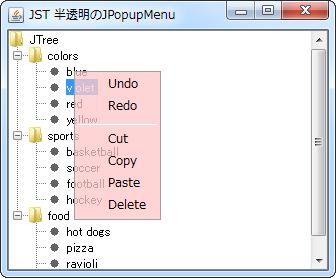 JST 半透明のJPopupMenu
JTree
colors
blue
violet
red
yellow
sports
basketball
soccer
football
hockey
food
hot dogs
pizza
ravioli
Undo
Redo
Cut
Copy
Paste
Delete